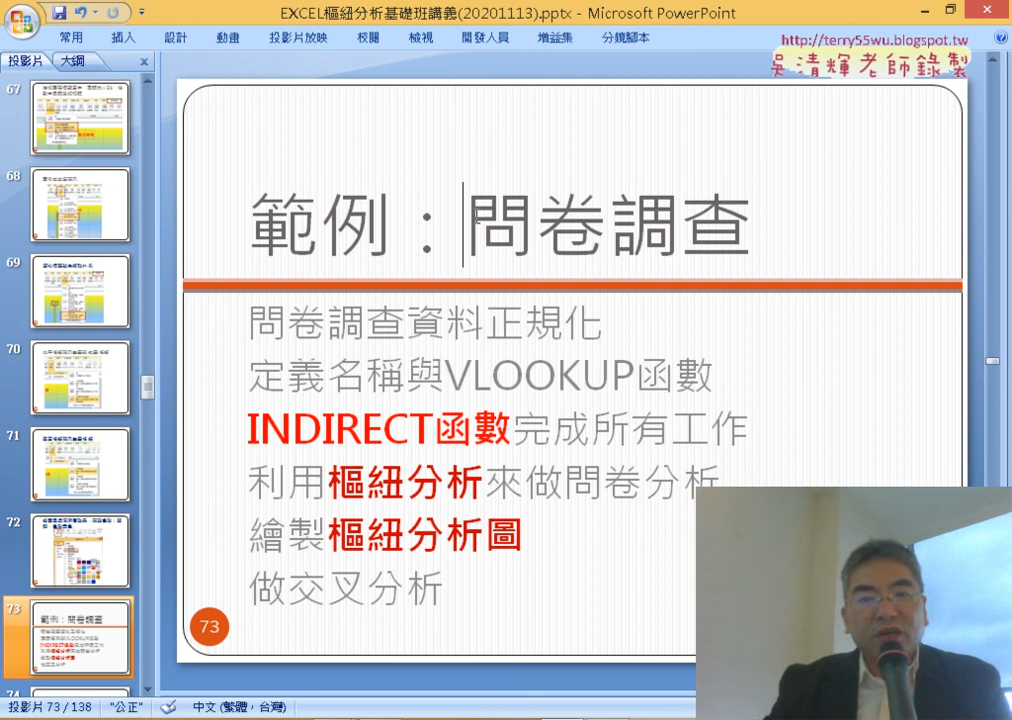 EXCEL樞紐分析基礎班講義(20201113).pptx - Microsoft PowerPoint
常用 插入 設計 動畫 投影片放映 校閱 檢視 開發人員 增益集 分鏡腳本
http://terry55wu.blogspot.tw
吳清輝老師錄製
投影片 大綱
67
68
69
70
71
72
73
74
範例：問卷調查
問卷調查資料正規化
定義名稱與VLOOKUP函數
INDIRECT函數完成所有工作
利用樞紐分析來做問卷分析
繪製樞紐分析圖
做交叉分析
73
投影片 73 / 138 "公正" 中文 (繁體，台灣)